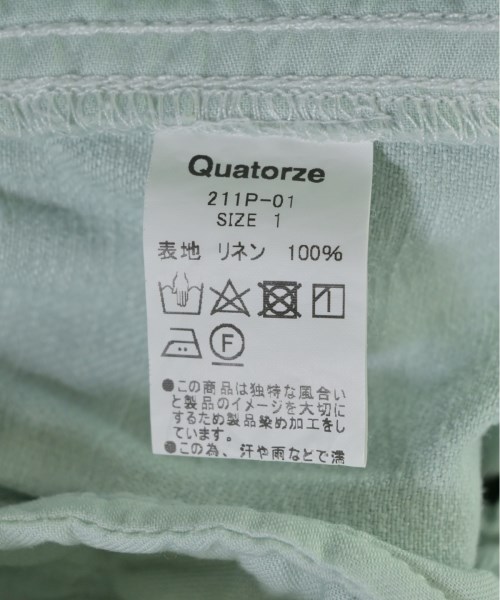 Quatorze
211P-01
SIZE 1
表地 リネン 100%
F
●この商品は独特な風合い
と製品のイメージを大切に
するため製品染め加工をし
ています。
●この為、汗や雨などで濡